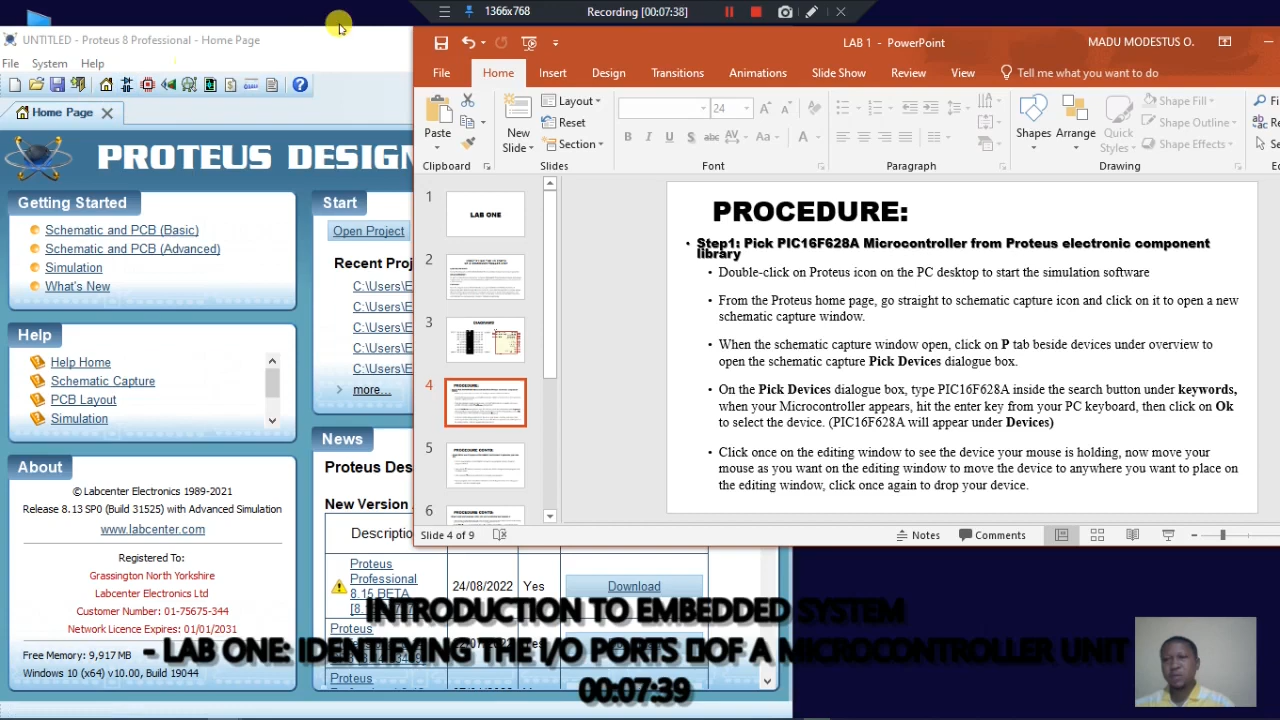 1366x768
Recording [00:07:38]
UNTITLED - Proteus 8 Professional - Home Page
File System Help
Home Page
PROTEUS DESIGN
Getting Started
Schematic and PCB (Basic)
Schematic and PCB (Advanced)
Simulation
What's New
Help
Help Home
Schematic Capture
PCB Layout
Simulation
About
© Labcenter Electronics 1989-2021
Release 8.13 SP0 (Build 31525) with Advanced Simulation
www.labcenter.com
Registered To:
Grassington North Yorkshire
Labcenter Electronics Ltd
Customer Number: 01-75675-344
Network Licence Expires: 01/01/2031
Free Memory: 9,917 MB
Windows 10 (x64) v10.00, Build 19044
Start
Open Project
Recent Proj
C:\Users\E
C:\Users\E
C:\Users\E
C:\Users\E
C:\Users\E
more...
News
Proteus Des
New Version
Descriptio
Proteus
Professional
8.15 BETA
24/08/2022 Yes Download
Proteus
Proteus
LAB 1 - PowerPoint
MADU MODESTUS O.
File Home Insert Design Transitions Animations Slide Show Review View Tell me what you want to do
Paste
Clipboard
New
Slide
Layout
Reset
Section
Slides
24
Font
Paragraph
Shapes Arrange Quick
Styles
Shape Fill
Shape Outline
Shape Effects
Drawing
Fi
Re
Se
1
LAB ONE
2
3
4
5
6
PROCEDURE:
• Step1: Pick PIC16F628A Microcontroller from Proteus electronic component
library
• Double-click on Proteus icon on the PC desktop to start the simulation software
• From the Proteus home page, go straight to schematic capture icon and click on it to open a new
schematic capture window.
• When the schematic capture window open, click on P tab beside devices under overview to
open the schematic capture Pick Devices dialogue box.
• On the Pick Devices dialogue box, type PIC16F628A inside the search button under Keywords,
when your Microcontroller appears, hit the enter key from your PC keyboard, then click on Ok
to select the device. (PIC16F628A will appear under Devices)
• Click once on the editing window to see the device your mouse is holding, now move your
mouse as you want on the editing window to move the device to anywhere you want to place on
the editing window, click once again to drop your device.
Slide 4 of 9
Notes Comments
INTRODUCTION TO EMBEDDED SYSTEM
- LAB ONE: IDENTIFYING THE I/O PORTS OF A MICROCONTROLLER UNIT
00:07:39